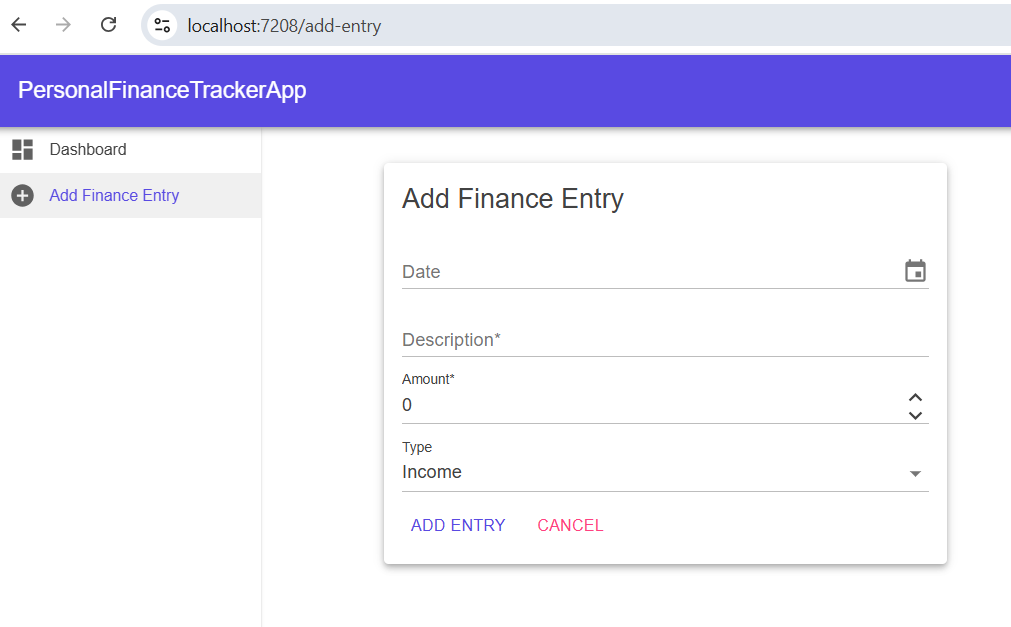 localhost:7208/add-entry
PersonalFinanceTrackerApp
Dashboard
Add Finance Entry
Add Finance Entry
Date
Description*
Amount*
0
Type
Income
ADD ENTRY CANCEL